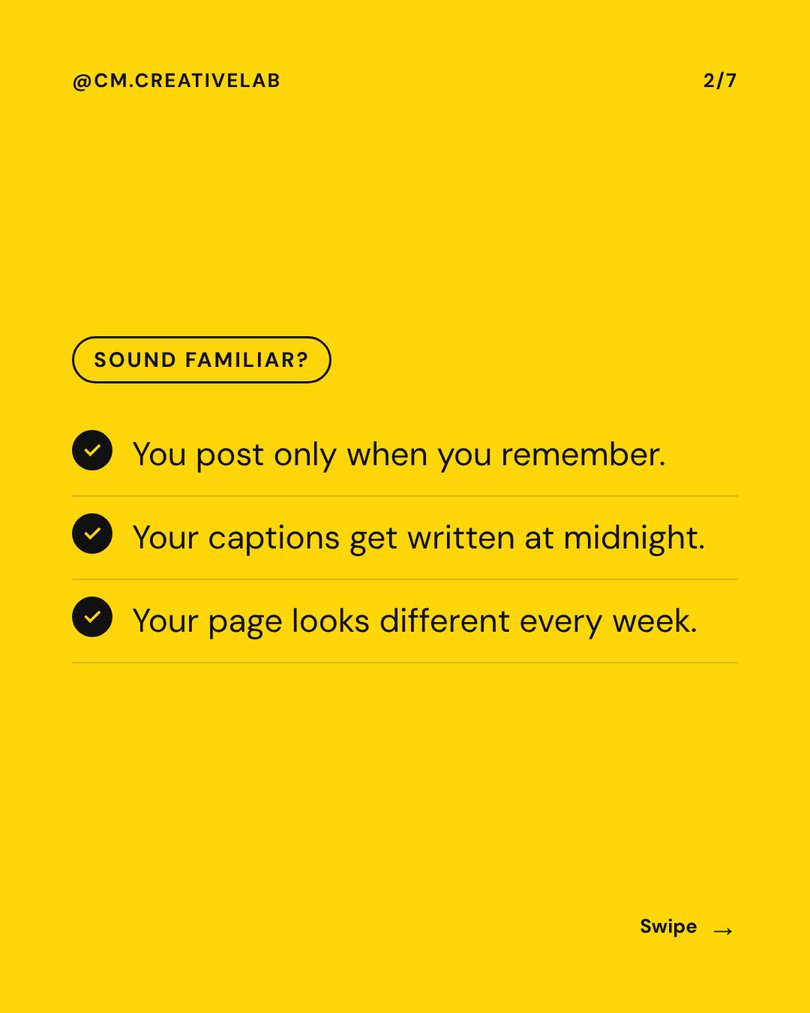 @CM.CREATIVELAB
2/7
SOUND FAMILIAR?
You post only when you remember.
Your captions get written at midnight.
Your page looks different every week.
Swipe →